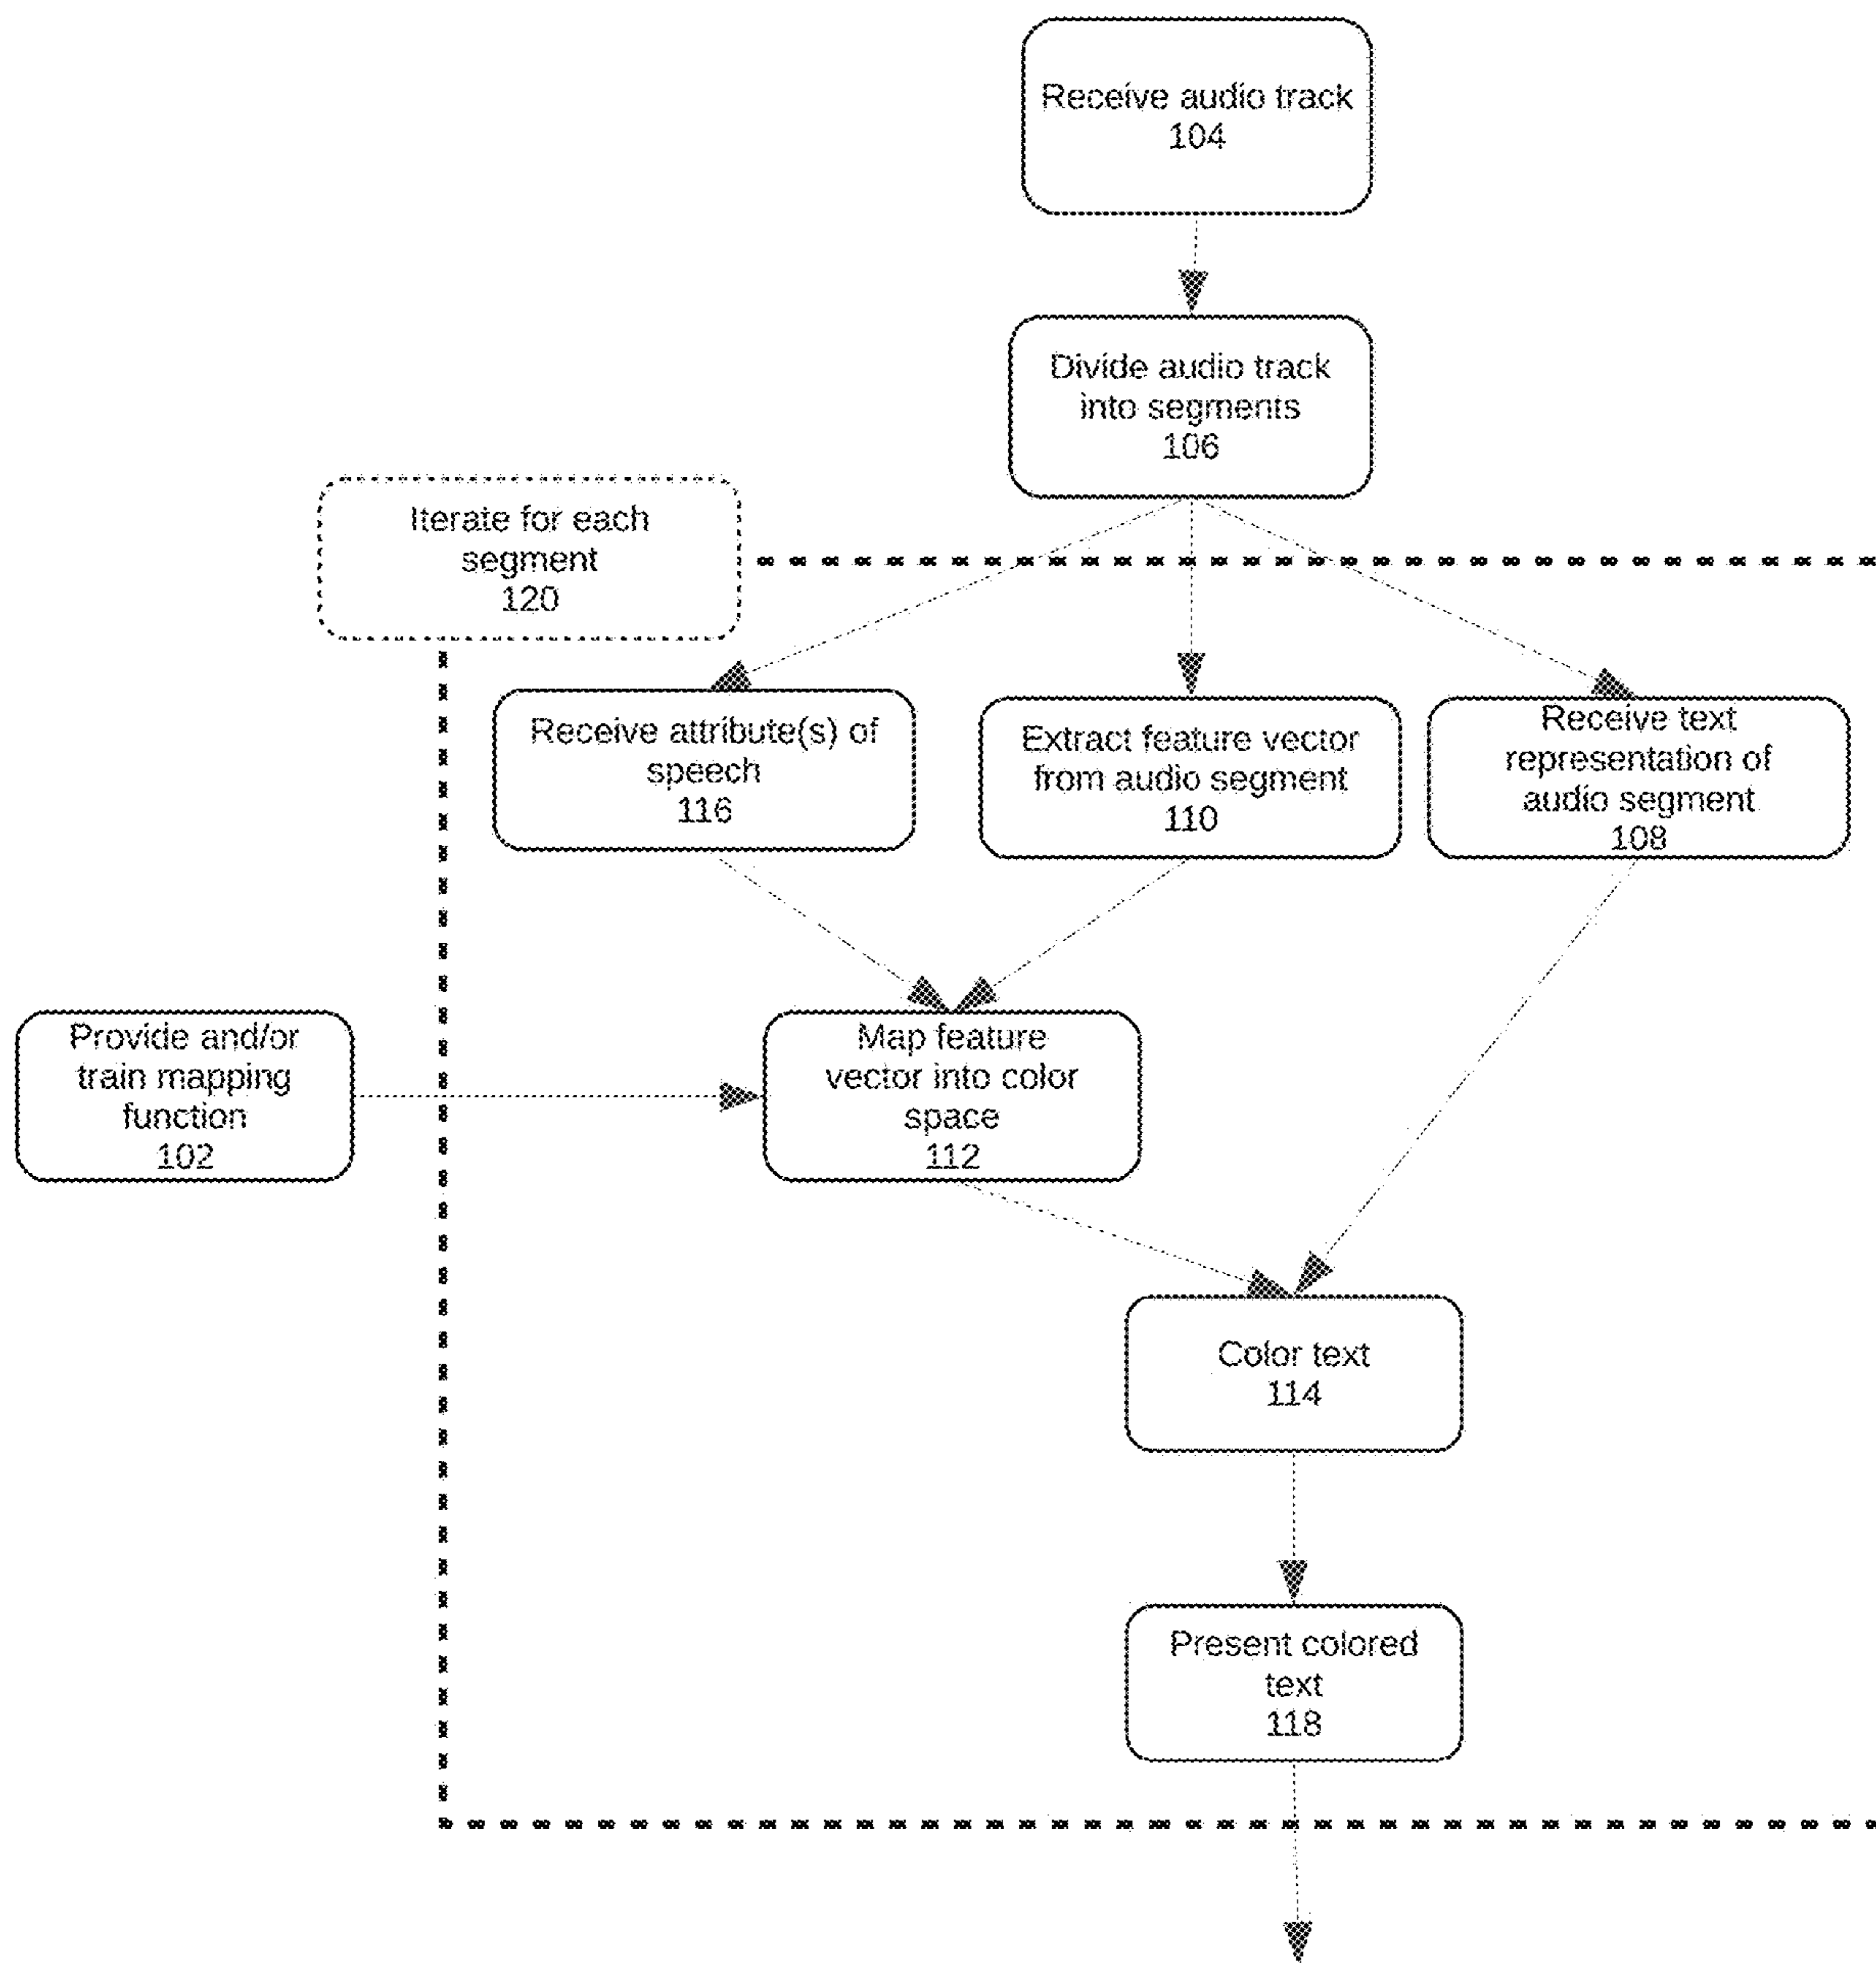 Receive audio track
104
Divide audio track
into segments
106
Iterate for each
segment
120
Receive attribute(s) of
speech
116
Extract feature vector
from audio segment
110
Receive text
representation of
audio segment
108
Provide and/or
train mapping
function
102
Map feature
vector into color
space
112
Color text
114
Present colored
text
118